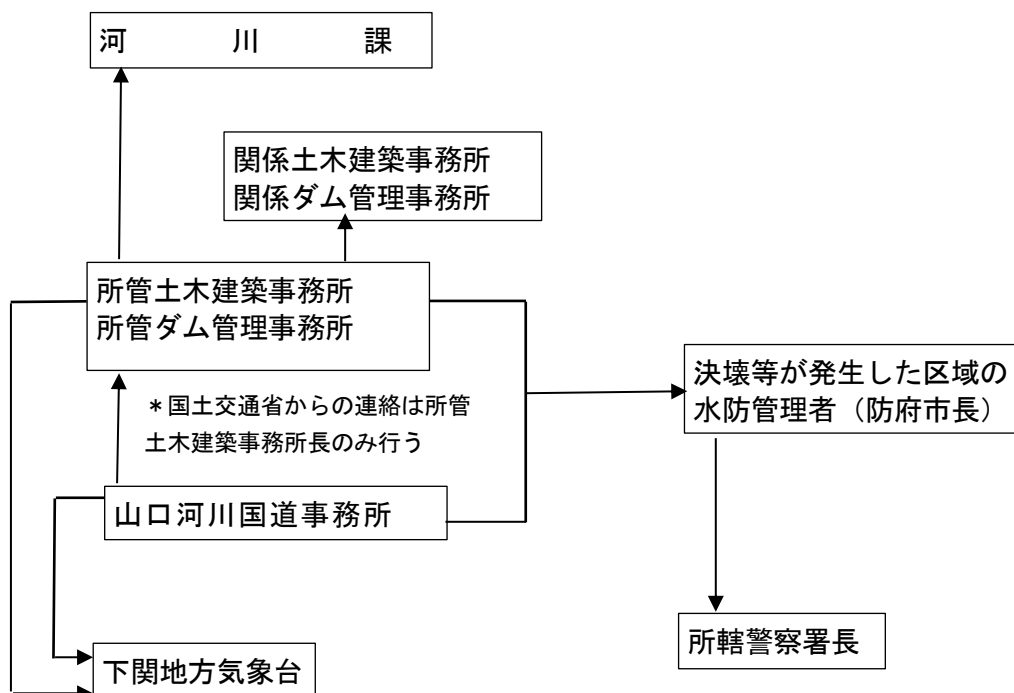 河　川　課
関係土木建築事務所
関係ダム管理事務所
所管土木建築事務所
所管ダム管理事務所
＊国土交通省からの連絡は所管
土木建築事務所長のみ行う
決壊等が発生した区域の
水防管理者（防府市長）
山口河川国道事務所
所轄警察署長
下関地方気象台